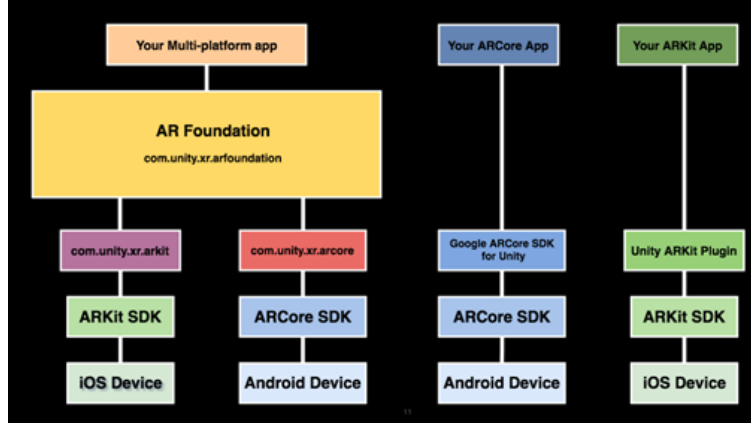 Your Multi-platform app
Your ARCore App
Your ARKit App
AR Foundation
com.unity.xr.arfoundation
com.unity.xr.arkit
com.unity.xr.arcore
Google ARCore SDK
for Unity
Unity ARKit Plugin
ARKit SDK
ARCore SDK
ARCore SDK
ARKit SDK
iOS Device
Android Device
Android Device
iOS Device
11